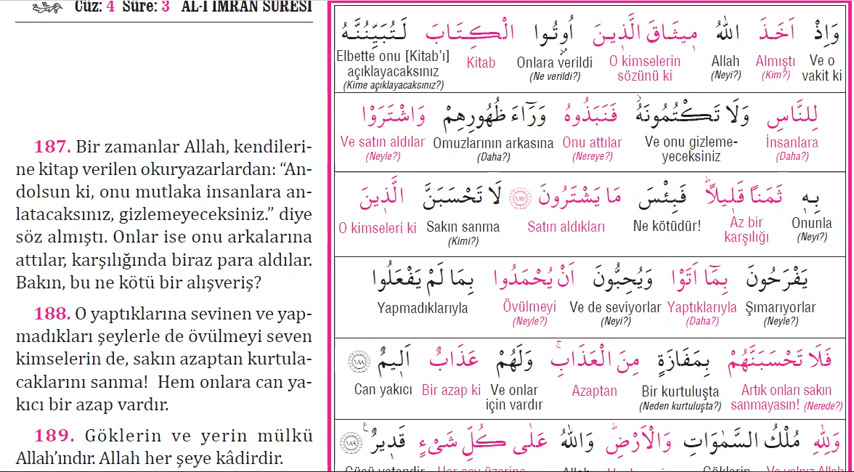 Cüz: 4 Sûre: 3 ÂL-İ İMRÂN SÛRESİ
187. Bir zamanlar Allah, kendileri-
ne kitap verilen okuryazarlardan: “An-
dolsun ki, onu mutlaka insanlara an-
latacaksınız, gizlemeyeceksiniz.” diye
söz almıştı. Onlar ise onu arkalarına
attılar, karşılığında biraz para aldılar.
Bakın, bu ne kötü bir alışveriş?
188. O yaptıklarına sevinen ve yap-
madıkları şeylerle de övülmeyi seven
kimselerin de, sakın azaptan kurtula-
caklarını sanma! Hem onlara can ya-
kıcı bir azap vardır.
189. Göklerin ve yerin mülkü
Allah’ındır. Allah her şeye kâdirdir.
وَاِذْ اَخَذَ اللّٰهُ م۪يثَاقَ الَّذ۪ينَ اُو۫تُوا الْكِتَابَ لَتُبَيِّنُنَّهُ
Ve o vakit ki Almıştı (Kim?) Allah (Neyi?) O kimselerin sözünü ki Onlara verildi (Ne verildi?) Kitab Elbette onu [Kitab’ı] açıklayacaksınız (Kime açıklayacaksınız?)
لِلنَّاسِ وَلَا تَكْتُمُونَهُۘ فَنَبَذُوهُ وَرَٓاءَ ظُهُورِهِمْ وَاشْتَرَوْا
İnsanlara (Daha?) Ve onu gizleme-yeceksiniz Onu attılar (Nereye?) Omuzlarının arkasına (Daha?) Ve satın aldılar (Neyle?)
بِه۪ ثَمَنًا قَل۪يلًاۜ فَبِئْسَ مَا يَشْتَرُونَ ﴿١٨٧﴾ لَا تَحْسَبَنَّ الَّذ۪ينَ
Onunla (Neyi?) Az bir karşılığı Ne kötüdür! Satın aldıkları Sakın sanma (Kimi?) O kimseleri ki
يَفْرَحُونَ بِمَٓا اَتَوْا وَيُحِبُّونَ اَنْ يُحْمَدُوا بِمَا لَمْ يَفْعَلُوا
Şımarıyorlar (Neyle?) Yaptıklarıyla (Daha?) Ve de seviyorlar (Neyi?) Övülmeyi (Neyle?) Yapmadıklarıyla
فَلَا تَحْسَبَنَّهُمْ بِمَفَازَةٍ مِنَ الْعَذَابِۚ وَلَهُمْ عَذَابٌ اَل۪يمٌ ﴿١٨٨﴾
Artık onları sakın sanmayasın! (Nerede?) Bir kurtuluşta (Neden kurtuluşta?) Azaptan Ve onlar için vardır Bir azap ki Can yakıcı
وَلِلّٰهِ مُلْكُ السَّمٰوَاتِ وَالْاَرْضِۜ وَاللّٰهُ عَلٰى كُلِّ شَيْءٍ قَد۪يرٌ۟ ﴿١٨٩﴾